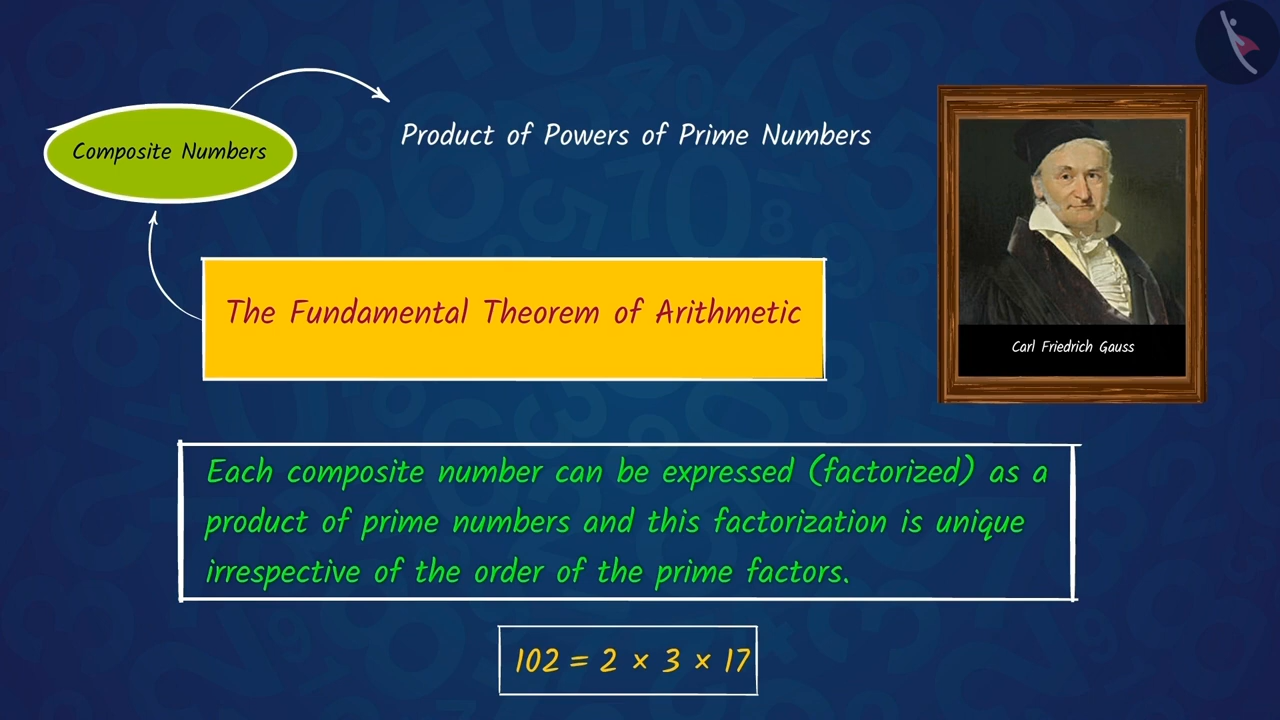 Composite Numbers
Product of Powers of Prime Numbers
The Fundamental Theorem of Arithmetic
Carl Friedrich Gauss
Each composite number can be expressed (factorized) as a
product of prime numbers and this factorization is unique
irrespective of the order of the prime factors.
102 = 2 × 3 × 17